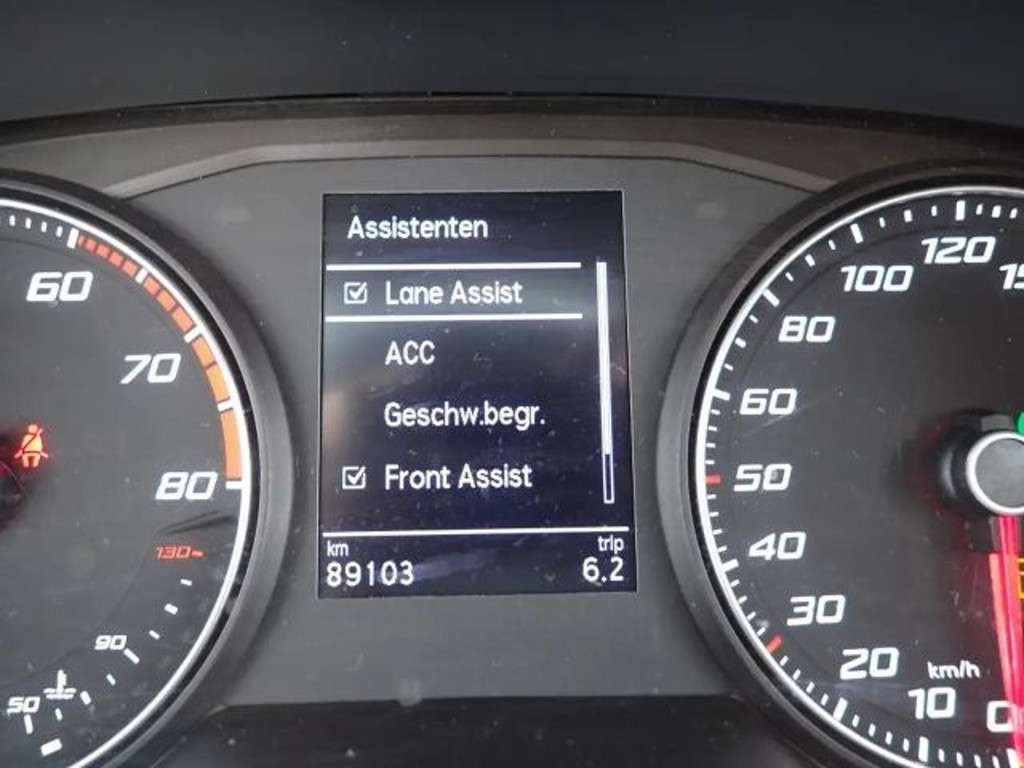 Assistenten
Lane Assist
ACC
Geschw.begr.
Front Assist
km
trip
89103
6.2
60
70
80
130
90
50
120
100
80
60
50
40
30
20
km/h
10
0